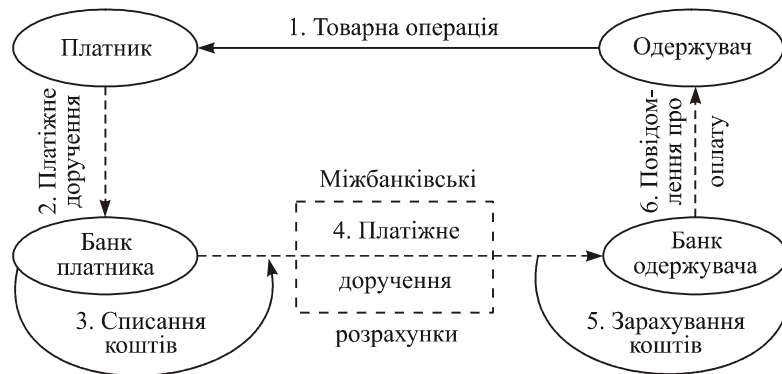 1. Товарна операція
Платник
Одержувач
2. Платіжне
доручення
6. Повідом-
лення про
оплату
Міжбанківські
4. Платіжне
доручення
розрахунки
Банк
платника
Банк
одержувача
3. Списання
коштів
5. Зарахування
коштів